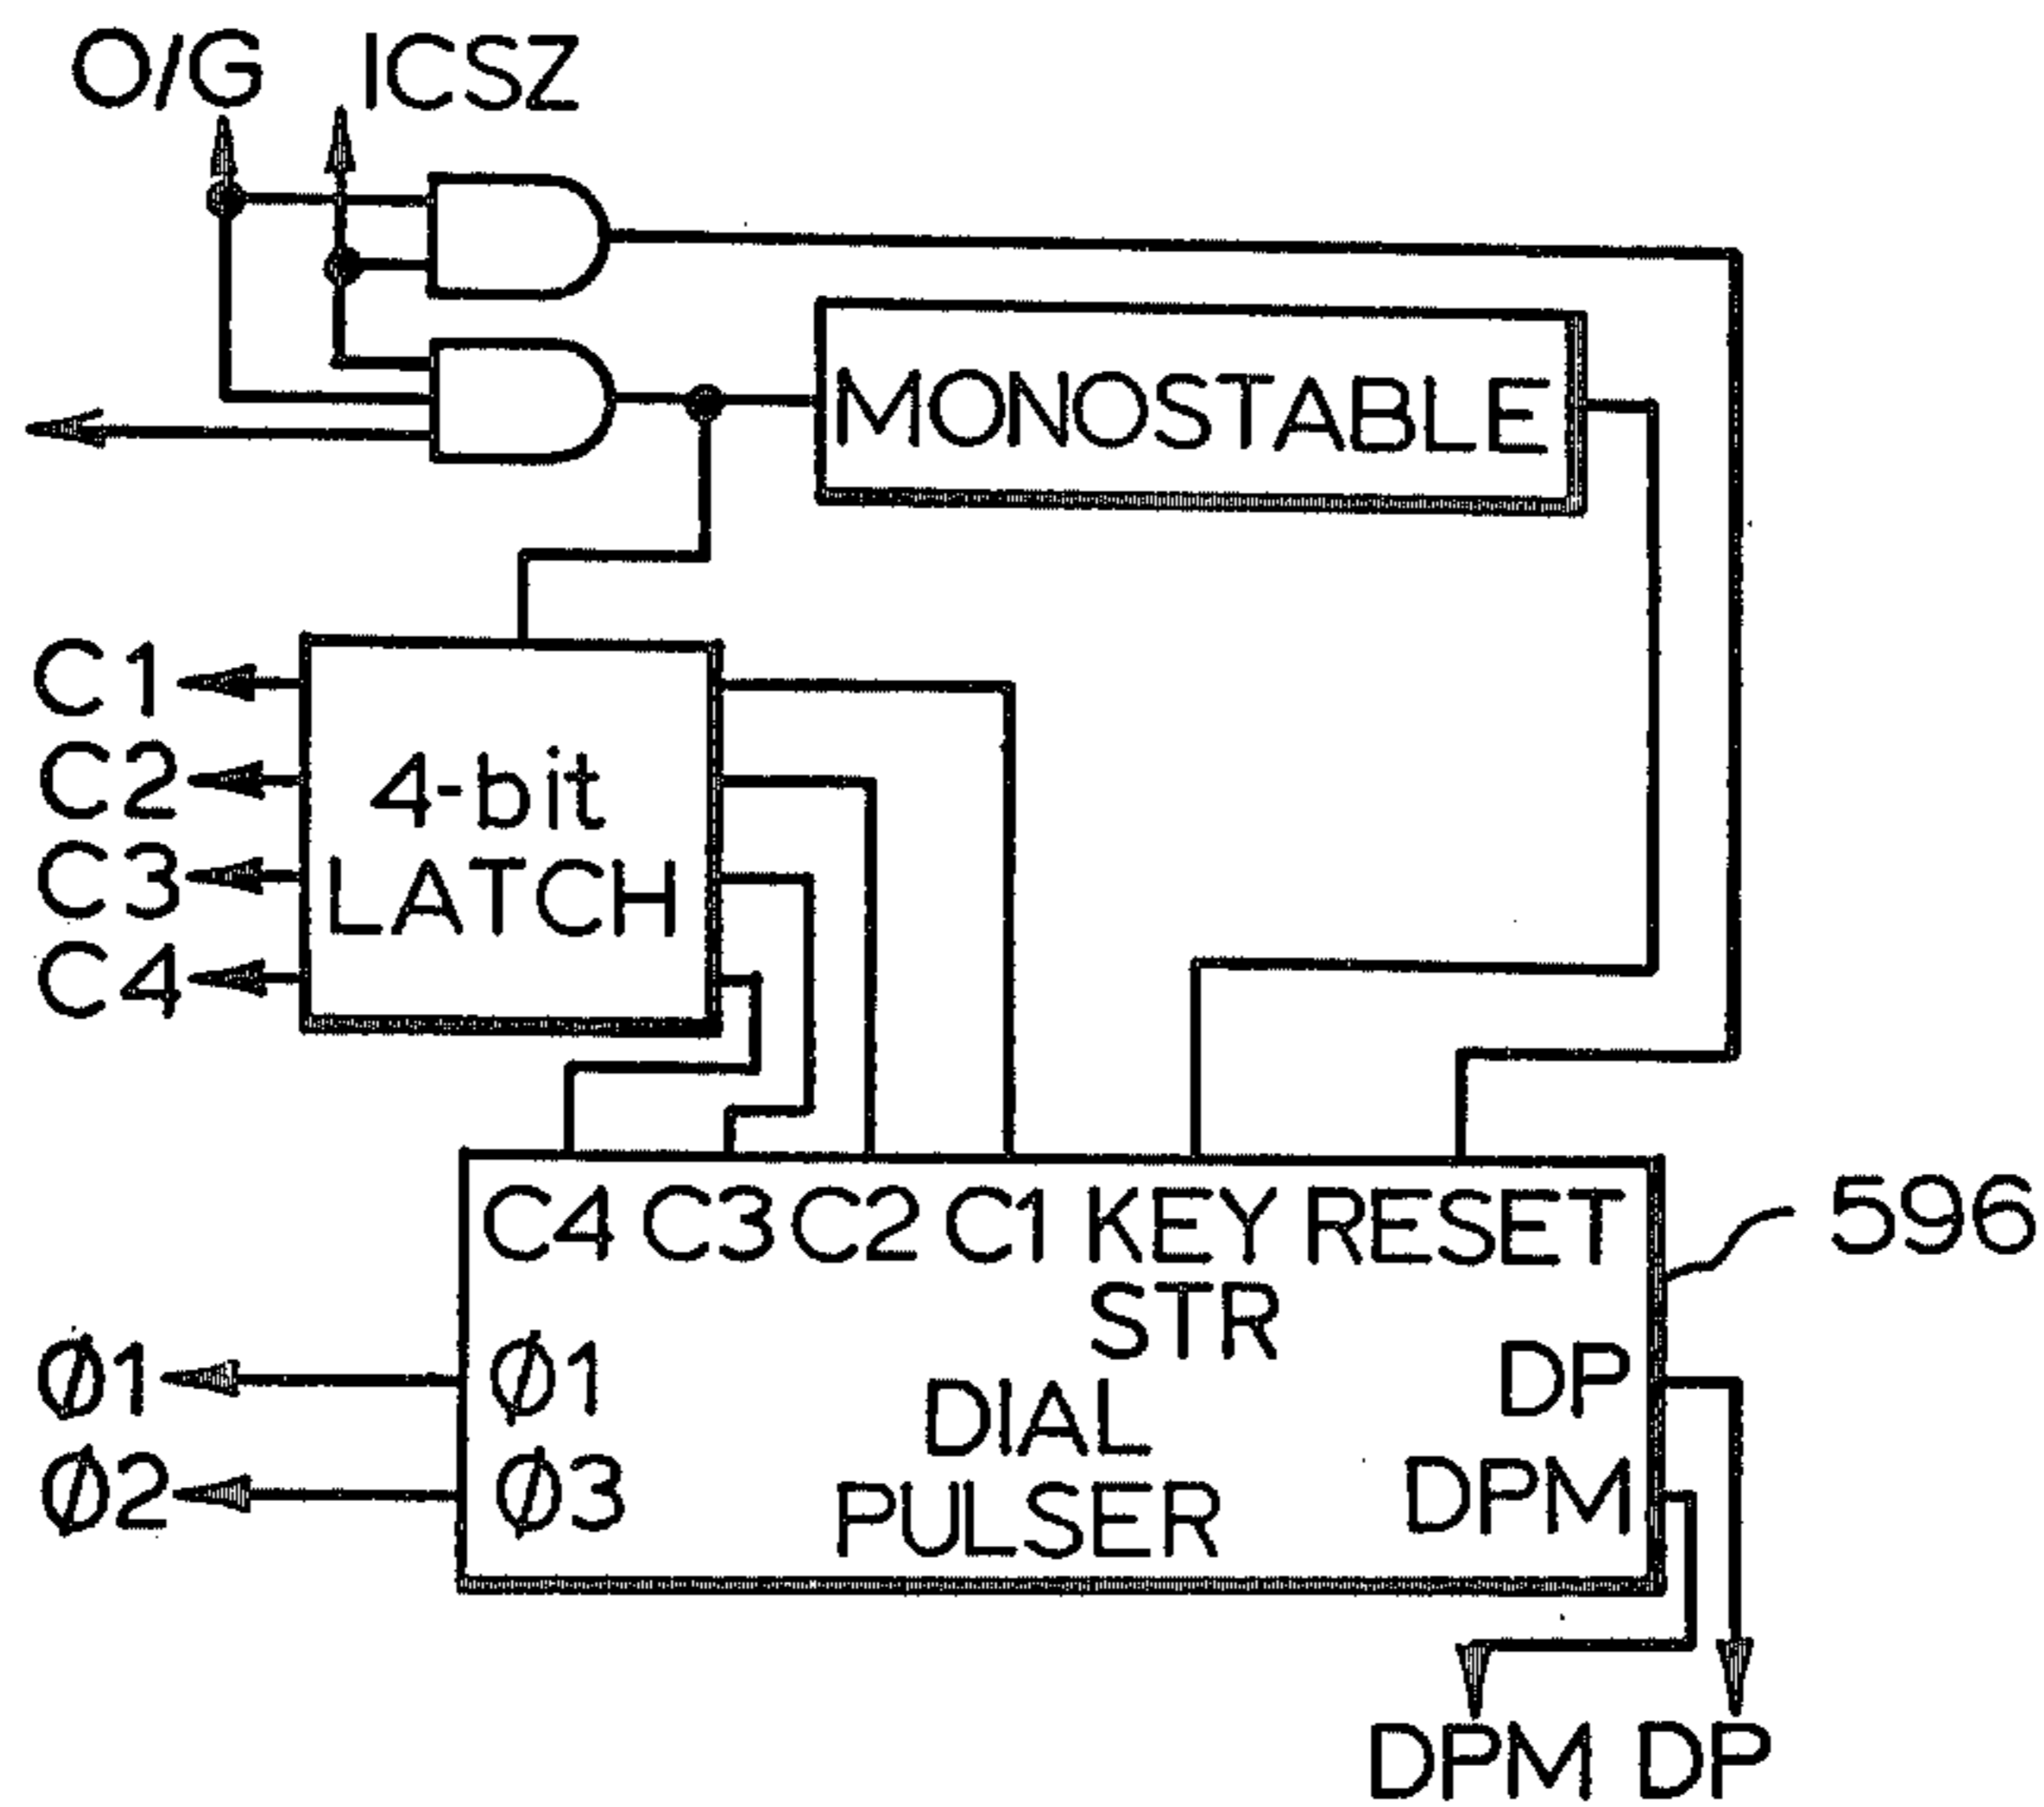 O/G ICSZ
MONOSTABLE
C1
C2
C3
C4
4-bit
LATCH
C4 C3 C2 C1 KEY RESET
STR
596
Ø1
Ø2
Ø1
Ø3
DIAL
PULSER
DP
DPM
DPM DP